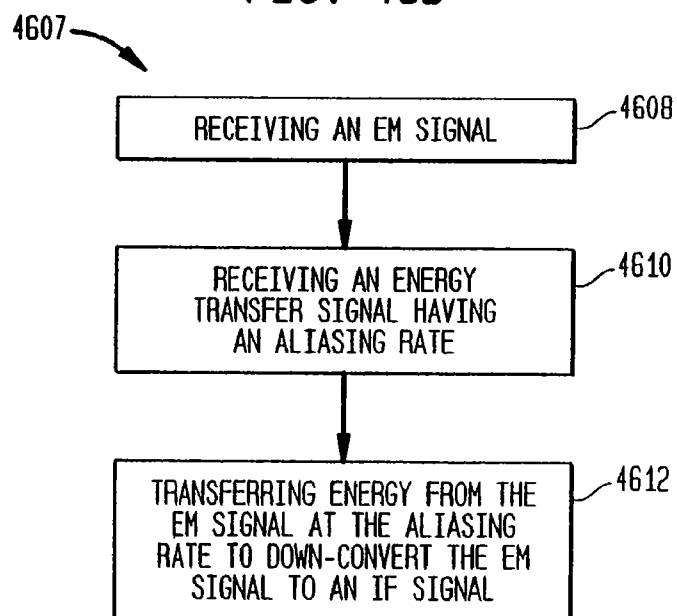 4607
RECEIVING AN EM SIGNAL
4608
RECEIVING AN ENERGY
TRANSFER SIGNAL HAVING
AN ALIASING RATE
4610
TRANSFERRING ENERGY FROM THE
EM SIGNAL AT THE ALIASING
RATE TO DOWN-CONVERT THE EM
SIGNAL TO AN IF SIGNAL
4612